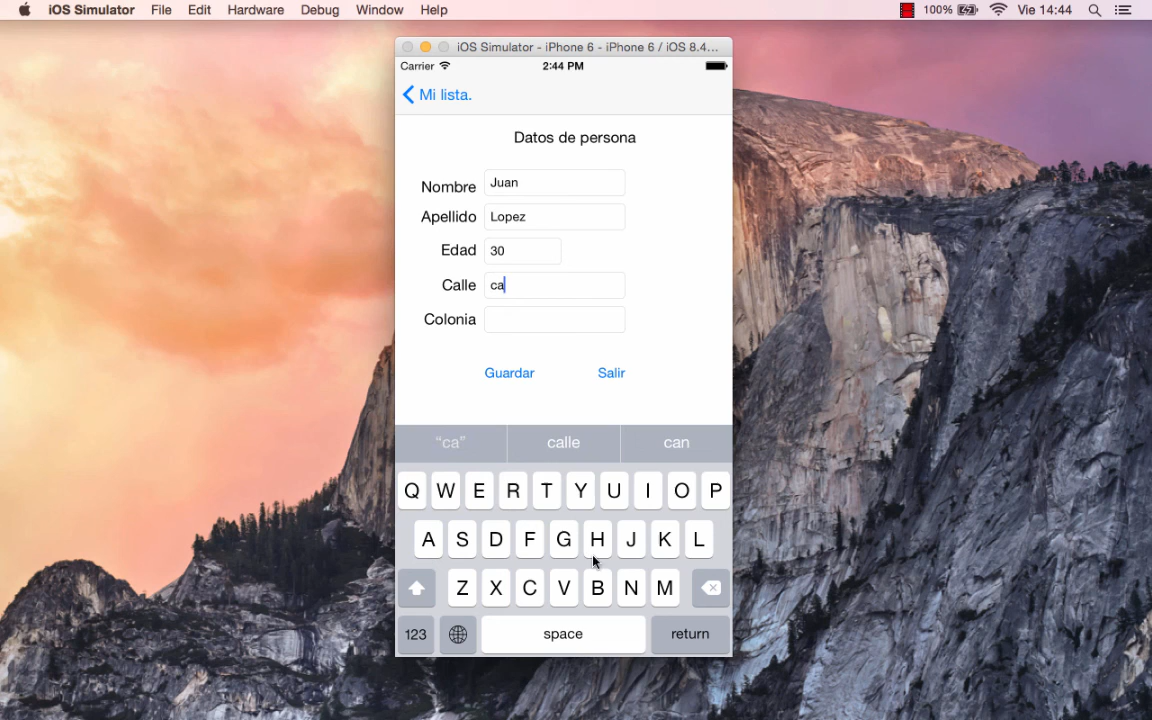 iOS Simulator File Edit Hardware Debug Window Help 100% Vie 14:44
iOS Simulator - iPhone 6 - iPhone 6 / iOS 8.4...
Carrier 2:44 PM
Mi lista.
Datos de persona
Nombre Juan
Apellido Lopez
Edad 30
Calle ca
Colonia
Guardar Salir
“ca” calle can
Q W E R T Y U I O P
A S D F G H J K L
Z X C V B N M
123 space return